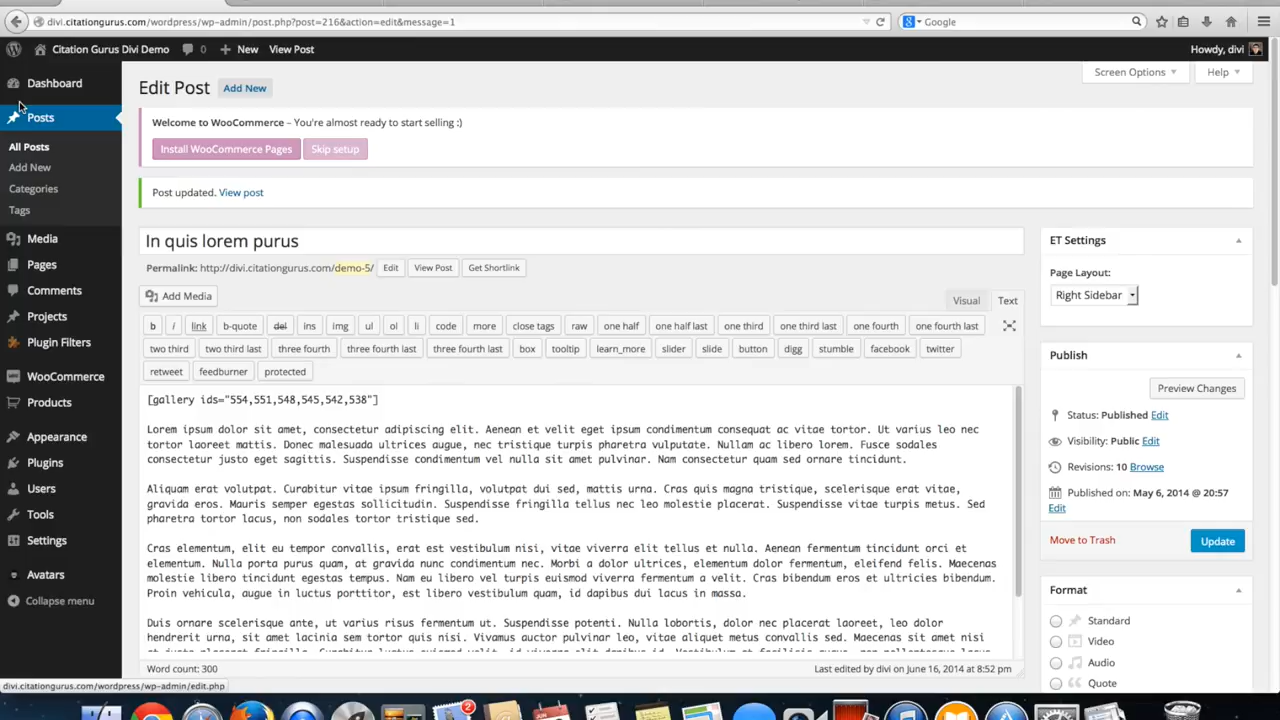 divi.citationgurus.com/wordpress/wp-admin/post.php?post=216&action=edit&message=1
Google
Citation Gurus Divi Demo
0
New
View Post
Howdy, divi
Dashboard
Posts
All Posts
Add New
Categories
Tags
Media
Pages
Comments
Projects
Plugin Filters
WooCommerce
Products
Appearance
Plugins
Users
Tools
Settings
Avatars
Collapse menu
Screen Options
Help
Edit Post
Add New
Welcome to WooCommerce – You're almost ready to start selling :)
Install WooCommerce Pages
Skip setup
Post updated. View post
In quis lorem purus
Permalink: http://divi.citationgurus.com/demo-5/ Edit View Post Get Shortlink
Add Media
Visual Text
b i link b-quote del ins img ul ol li code more close tags raw one half one half last one third one third last one fourth one fourth last
two third two third last three fourth three fourth last three fourth last box tooltip learn_more slider slide button digg stumble facebook twitter
retweet feedburner protected
[gallery ids="554,551,548,545,542,538"]
Lorem ipsum dolor sit amet, consectetur adipiscing elit. Aenean et velit eget ipsum condimentum consequat ac vitae tortor. Ut varius leo nec
tortor laoreet mattis. Donec malesuada ultrices augue, nec tristique turpis pharetra vulputate. Nullam ac libero lorem. Fusce sodales
consectetur justo eget sagittis. Suspendisse condimentum vel nulla sit amet pulvinar. Nam consectetur quam sed ornare tincidunt.
Aliquam erat volutpat. Curabitur vitae ipsum fringilla, volutpat dui sed, mattis urna. Cras quis magna tristique, scelerisque erat vitae,
gravida eros. Mauris semper egestas sollicitudin. Suspendisse fringilla tellus nec leo molestie placerat. Suspendisse vitae turpis metus. Sed
pharetra tortor lacus, non sodales tortor tristique sed.
Cras elementum, elit eu tempor convallis, erat est vestibulum nisi, vitae viverra elit tellus et nulla. Aenean fermentum tincidunt orci et
elementum. Nulla porta purus quam, at gravida nunc condimentum nec. Morbi a dolor ultrices, elementum dolor fermentum, eleifend felis. Maecenas
molestie libero tincidunt egestas tempus. Nam eu libero vel turpis euismod viverra fermentum a velit. Cras bibendum eros et ultricies bibendum.
Proin vehicula, augue in luctus porttitor, est libero vestibulum quam, id dapibus dui lacus in massa.
Duis ornare scelerisque ante, ut varius risus fermentum ut. Suspendisse potenti. Nulla lobortis, dolor nec placerat laoreet, leo dolor
hendrerit urna, sit amet lacinia sem tortor quis nisi. Vivamus auctor pulvinar leo, vitae aliquet metus convallis sed. Maecenas sit amet nisi
Word count: 300
Last edited by divi on June 16, 2014 at 8:52 pm
ET Settings
Page Layout:
Right Sidebar
Publish
Preview Changes
Status: Published Edit
Visibility: Public Edit
Revisions: 10 Browse
Published on: May 6, 2014 @ 20:57
Edit
Move to Trash
Update
Format
Standard
Video
Audio
Quote
divi.citationgurus.com/wordpress/wp-admin/edit.php
2